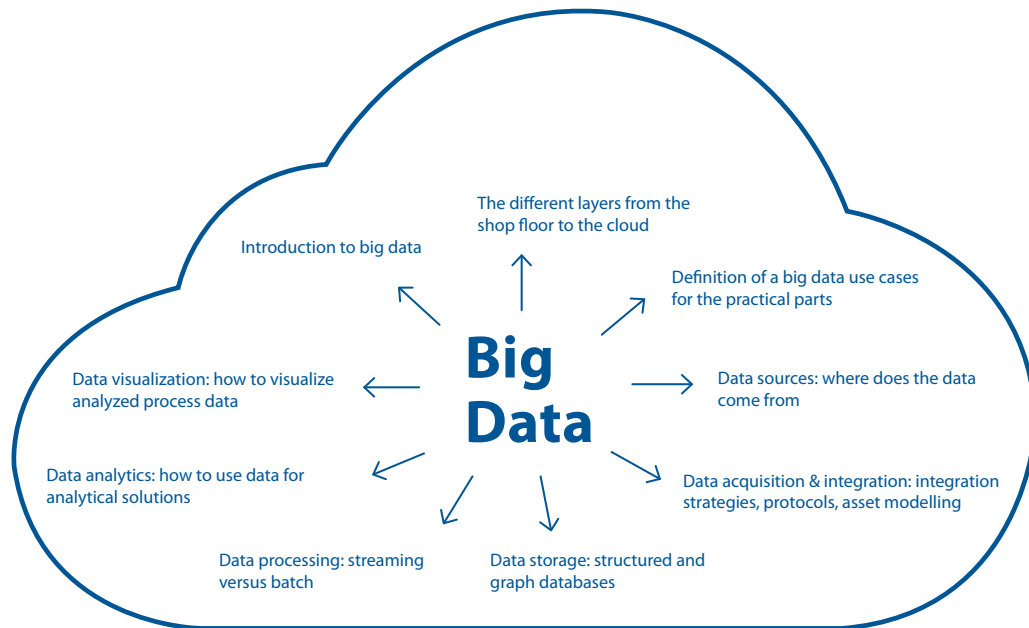 The different layers from the
shop floor to the cloud
Introduction to big data
Definition of a big data use cases
for the practical parts
Big
Data
Data visualization: how to visualize
analyzed process data
Data sources: where does the data
come from
Data analytics: how to use data for
analytical solutions
Data acquisition & integration: integration
strategies, protocols, asset modelling
Data processing: streaming
versus batch
Data storage: structured and
graph databases